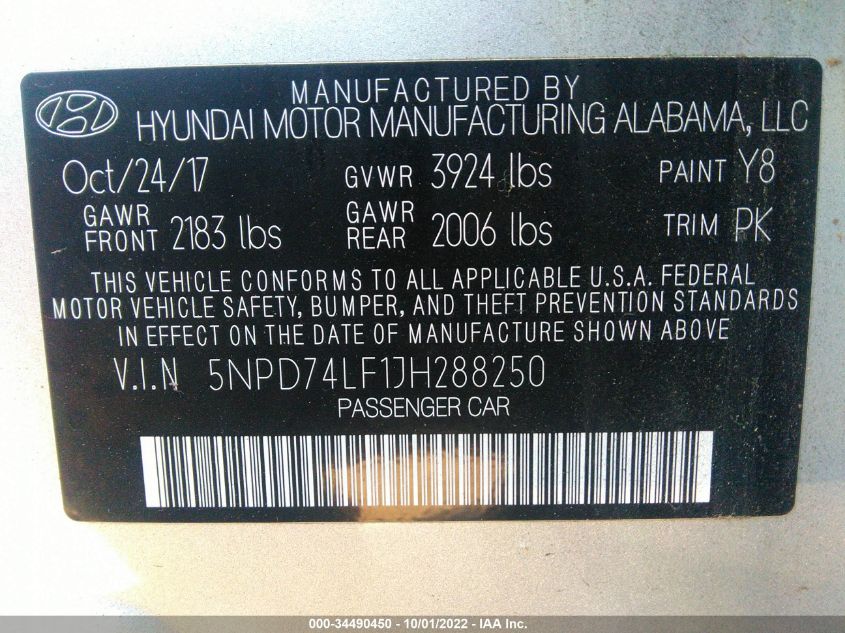 MANUFACTURED BY
HYUNDAI MOTOR MANUFACTURING ALABAMA, LLC
Oct/24/17 GVWR 3924 lbs PAINT Y8
GAWR FRONT 2183 lbs GAWR REAR 2006 lbs TRIM PK
THIS VEHICLE CONFORMS TO ALL APPLICABLE U.S.A. FEDERAL
MOTOR VEHICLE SAFETY, BUMPER, AND THEFT PREVENTION STANDARDS
IN EFFECT ON THE DATE OF MANUFACTURE SHOWN ABOVE
V.I.N 5NPD74LF1JH288250
PASSENGER CAR
000-34490450 - 10/01/2022 - IAA Inc.